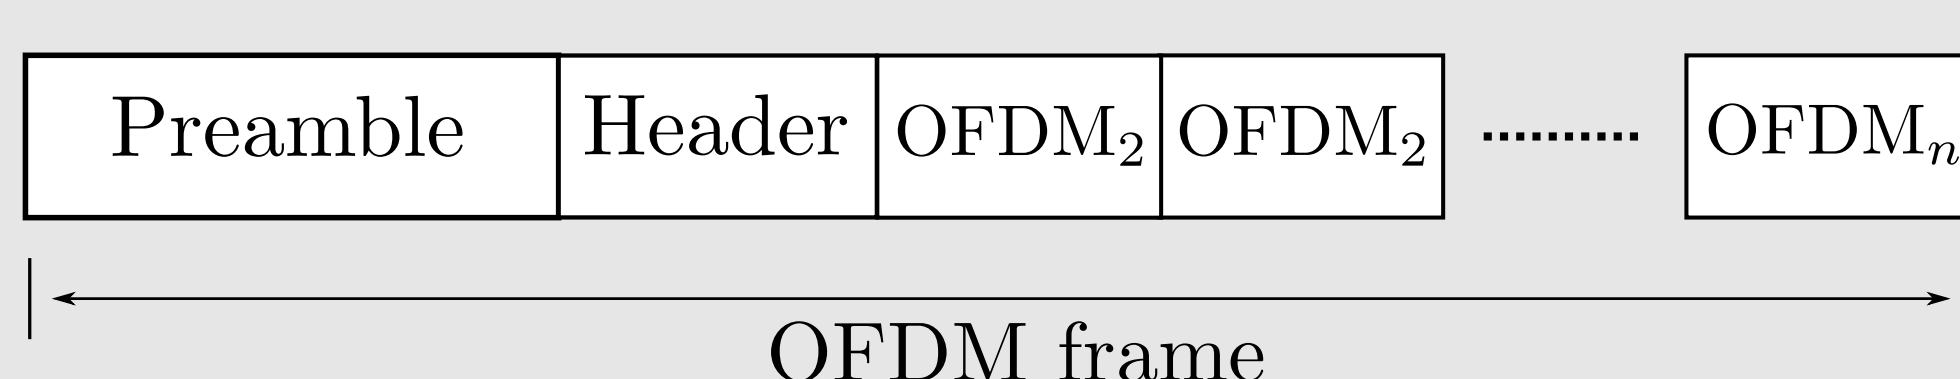 Preamble Header OFDM₂ OFDM₂ .......... OFDMₙ
OFDM frame